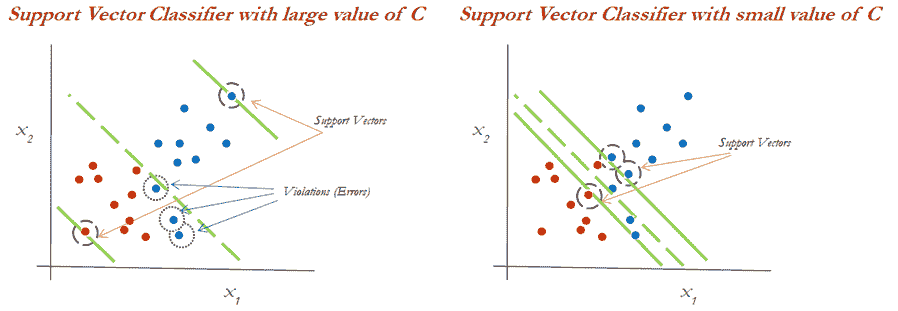 Support Vector Classifier with large value of C
Support Vector Classifier with small value of C
x2
Support Vectors
Violations (Errors)
x1
x2
Support Vectors
x1